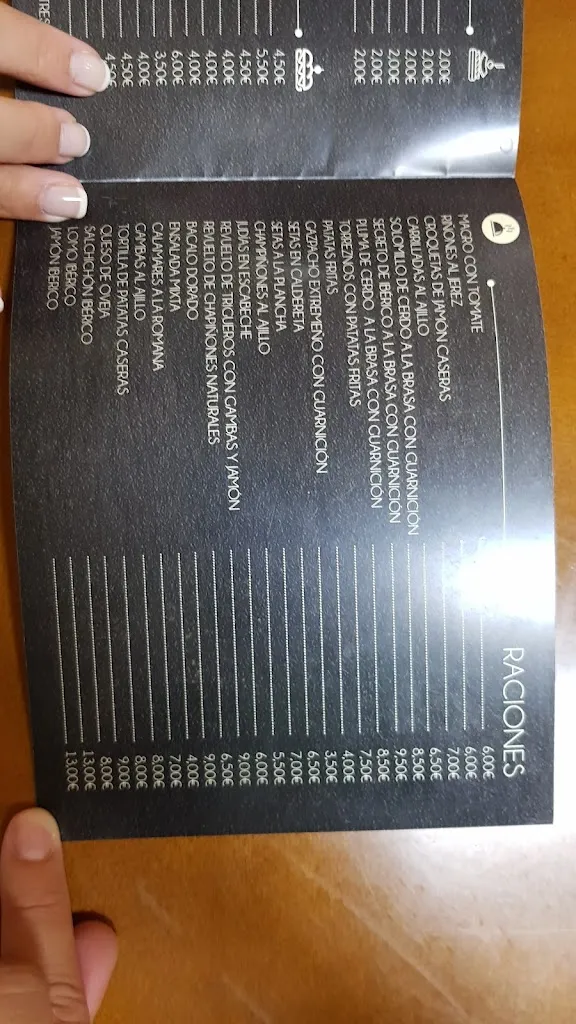 2.00€
2.00€
2.00€
2.00€
2.00€
2.00€
4.50€
5.50€
4.50€
4.00€
4.00€
4.00€
6.00€
3.50€
4.00€
4.50€
4.50€
RACIONES
MAGRO CON TOMATE 6.00€
RIÑONES AL JEREZ 6.00€
CROQUETAS DE JAMÓN CASERAS 7.00€
CARRILLADAS AL AJILLO 6.50€
SOLOMILLO DE CERDO A LA BRASA CON GUARNICIÓN 8.50€
SECRETO DE IBERICO A LA BRASA CON GUARNICIÓN 9.50€
PLUMA DE CERDO A LA BRASA CON GUARNICIÓN 8.50€
TORREZNOS CON PATATAS FRITAS 7.50€
PATATAS FRITAS 4.00€
GAZPACHO EXTREMEÑO CON GUARNICIÓN 3.50€
SETAS EN CALDERETA 6.50€
SETAS A LA PLANCHA 7.00€
CHAMPIÑONES AL AJILLO 5.50€
JUDIAS EN ESCABECHE 6.00€
REVUELTO DE TRIGUEROS CON GAMBAS Y JAMÓN 9.00€
REVUELTO DE CHAMPIÑONES NATURALES 6.50€
BACALO DORADO 9.00€
ENSALADA MIXTA 4.00€
CALAMARES A LA ROMANA 7.00€
GAMBAS AL AJILLO 8.00€
TORTILLA DE PATATAS CASERAS 8.00€
QUESO DE OVEJA 9.00€
SALCHICHÓN IBÉRICO 8.00€
LOMO IBERICO 13.00€
JAMÓN IBERICO 13.00€